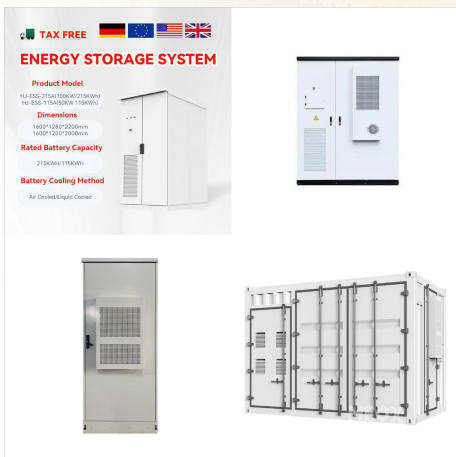 TAX FREE
ENERGY STORAGE SYSTEM
Product Model
HJ-ESS-215A(100KW/215KWh)
HJ-ESS-115A(50KW 115KWh)
Dimensions
1600*1280*2200mm
1600*1200*2000mm
Rated Battery Capacity
215KWH/115KWH
Battery Cooling Method
Air Cooled/Liquid Cooled